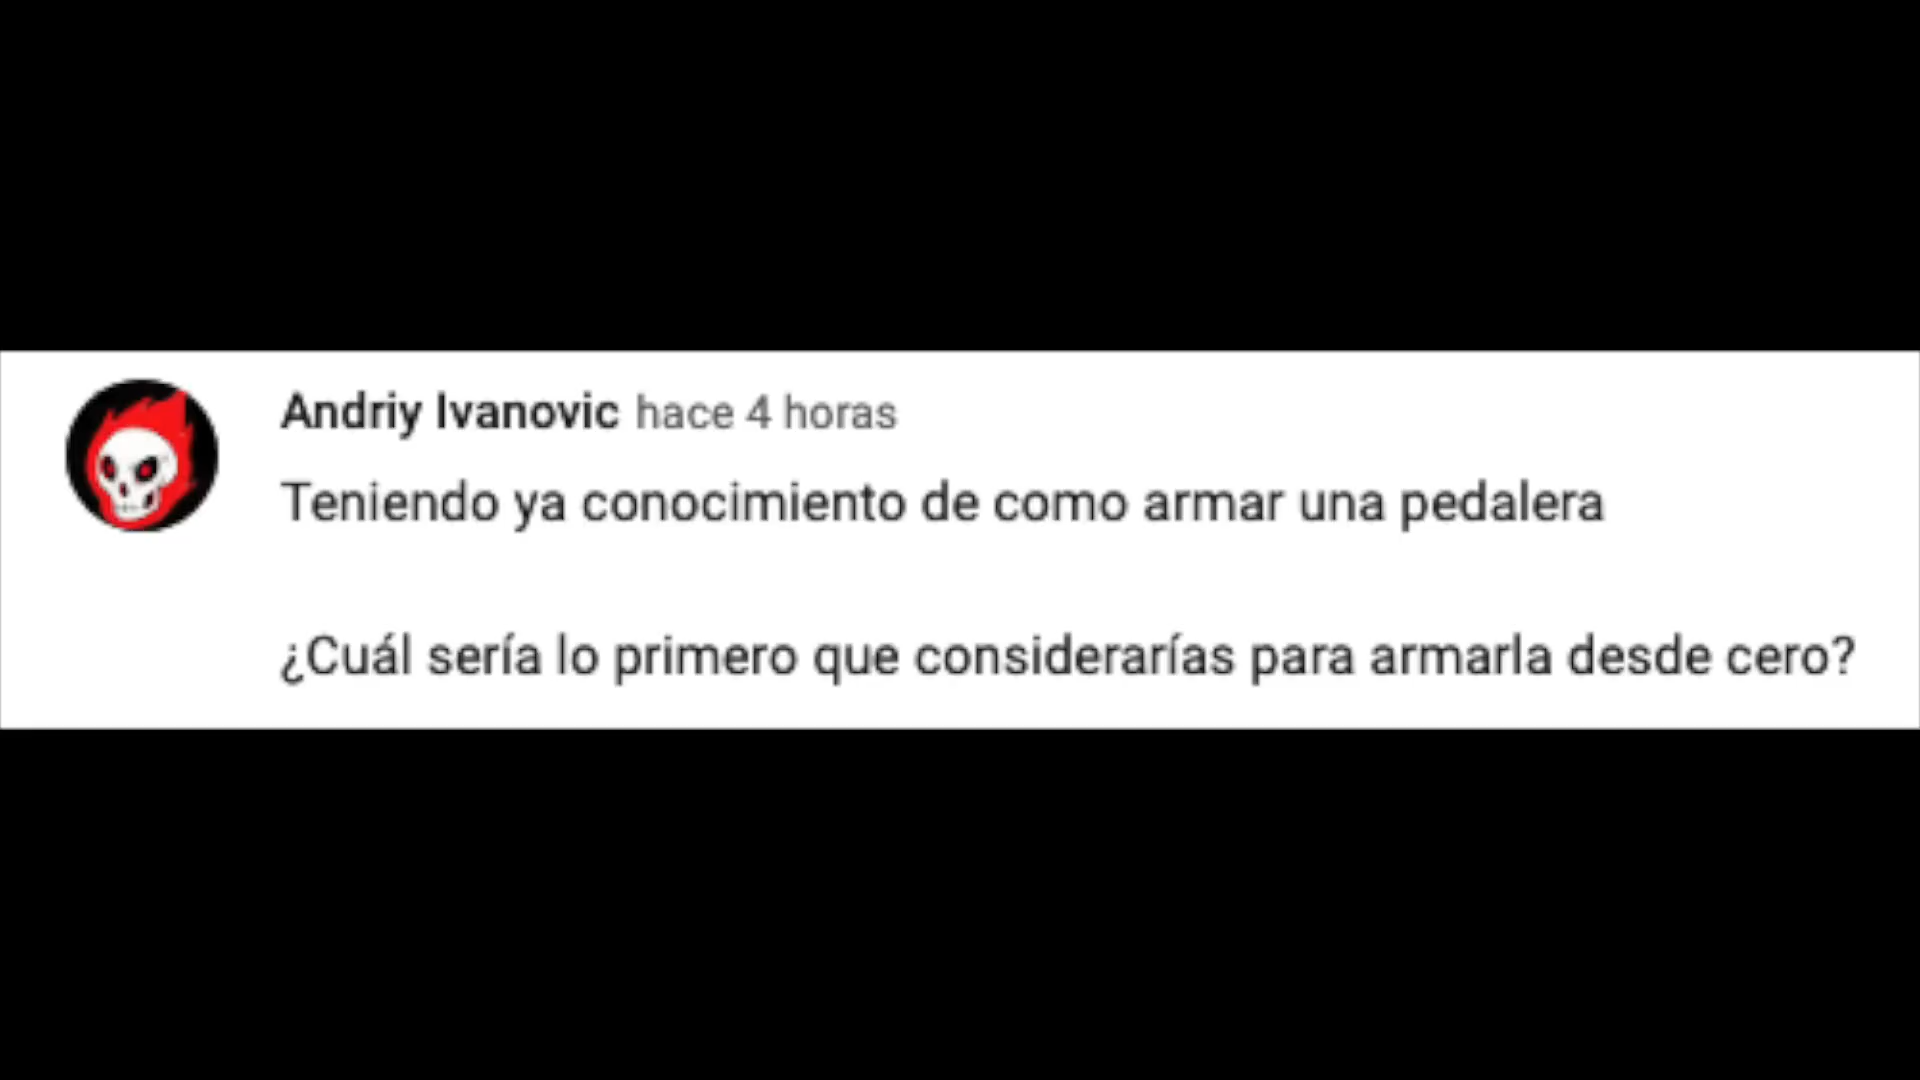 Andriy Ivanovic hace 4 horas
Teniendo ya conocimiento de como armar una pedalera
¿Cuál sería lo primero que considerarías para armarla desde cero?